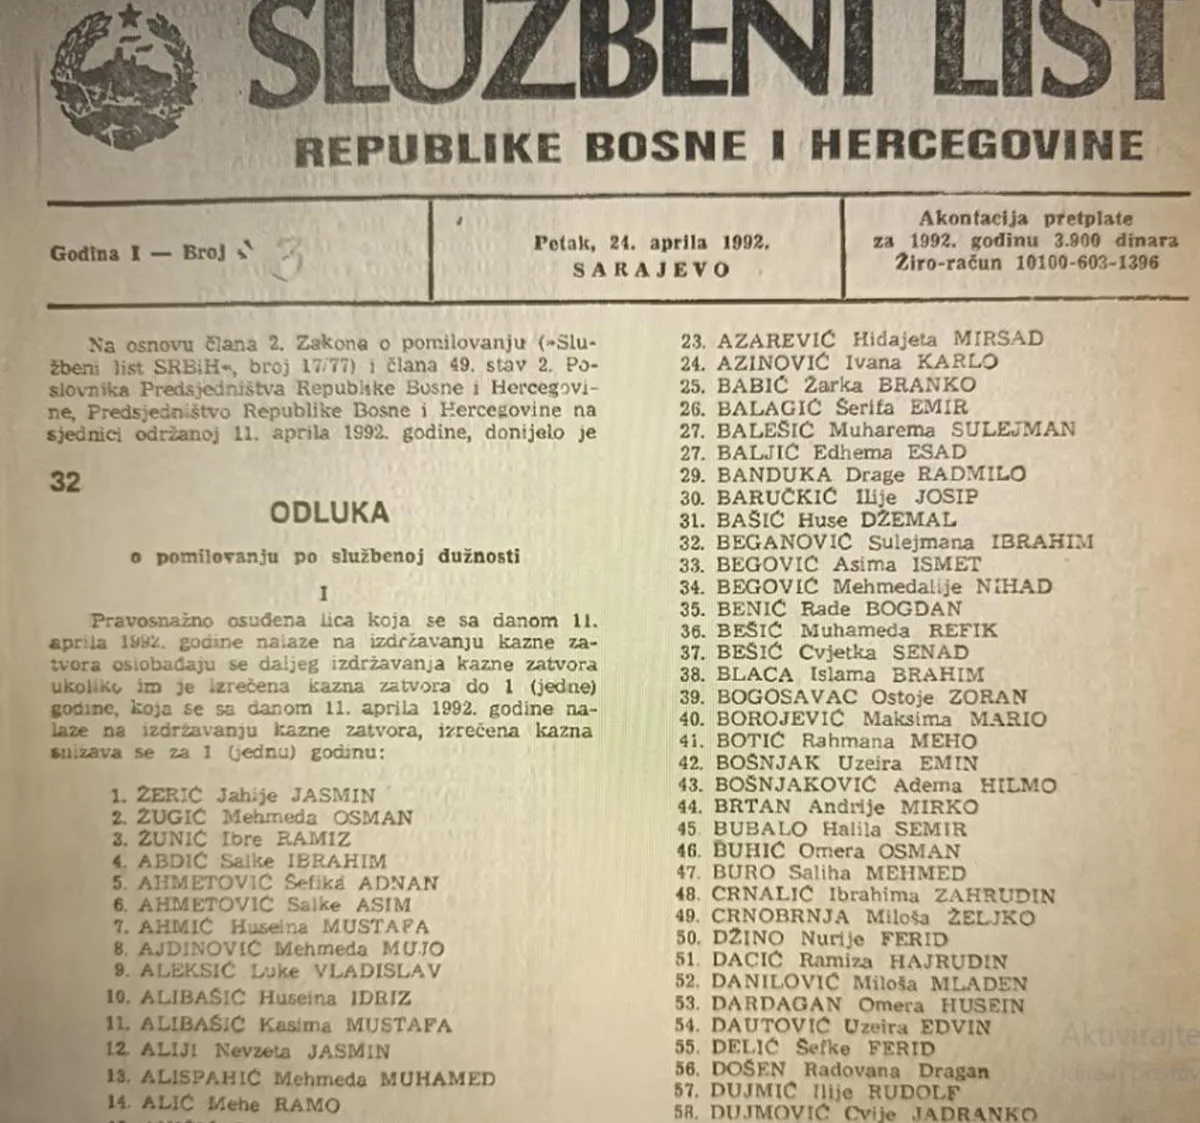 SLUŽBENI LIST
REPUBLIKE BOSNE I HERCEGOVINE
Godina I — Broj 3
Petak, 24. aprila 1992.
SARAJEVO
Akontacija pretplate
za 1992. godinu 3.900 dinara
Žiro-račun 10100-603-1396
Na osnovu člana 2. Zakona o pomilovanju (»Slu-
žbeni list SRBiH«, broj 17/77) i člana 49. stav 2. Po-
slovnika Predsjedništva Republike Bosne i Hercegovi-
ne, Predsjedništvo Republike Bosne i Hercegovine na
sjednici održanoj 11. aprila 1992. godine, donijelo je
32
ODLUKA
o pomilovanju po službenoj dužnosti
I
Pravosnažno osuđena lica koja se sa danom 11.
aprila 1992. godine nalaze na izdržavanju kazne za-
tvora oslobađaju se daljeg izdržavanja kazne zatvora
ukoliko im je izrečena kazna zatvora do 1 (jedne)
godine, koja se sa danom 11. aprila 1992. godine na-
laze na izdržavanju kazne zatvora, izrečena kazna
snizava se za 1 (jednu) godinu:
1. ŽERIĆ Jahije JASMIN
2. ŽUGIĆ Mehmeda OSMAN
3. ŽUNIĆ Ibre RAMIZ
4. ABDIĆ Salke IBRAHIM
5. AHMETOVIĆ Šefika ADNAN
6. AHMETOVIĆ Salke ASIM
7. AHMIĆ Huseina MUSTAFA
8. AJDINOVIĆ Mehmeda MUJO
9. ALEKSIĆ Luke VLADISLAV
10. ALIBAŠIĆ Huseina IDRIZ
11. ALIBAŠIĆ Kasima MUSTAFA
12. ALIJI Nevzeta JASMIN
13. ALISPAHIĆ Mehmeda MUHAMED
14. ALIĆ Mehe RAMO
23. AZAREVIĆ Hidajeta MIRSAD
24. AZINOVIĆ Ivana KARLO
25. BABIĆ Žarka BRANKO
26. BALAGIĆ Šerifa EMIR
27. BALEŠIĆ Muharema SULEJMAN
27. BALJIĆ Edhema ESAD
29. BANDUKA Drage RADMILO
30. BARUČKIĆ Ilije JOSIP
31. BAŠIĆ Huse DŽEMAL
32. BEGANOVIĆ Sulejmana IBRAHIM
33. BEGOVIĆ Asima ISMET
34. BEGOVIĆ Mehmedalije NIHAD
35. BENIĆ Rade BOGDAN
36. BEŠIĆ Muhameda REFIK
37. BEŠIĆ Cvjetka SENAD
38. BLACA Islama BRAHIM
39. BOGOSAVAC Ostoje ZORAN
40. BOROJEVIĆ Maksima MARIO
41. BOTIĆ Rahmana MEHO
42. BOŠNJAK Uzeira EMIN
43. BOŠNJAKOVIĆ Adema HILMO
44. BRTAN Andrije MIRKO
45. BUBALO Halila SEMIR
46. BUHIĆ Omera OSMAN
47. BURO Saliha MEHMED
48. CRNALIĆ Ibrahima ZAHRUDIN
49. CRNOBRNJA Miloša ŽELJKO
50. DŽINO Nurije FERID
51. DACIĆ Ramiza HAJRUDIN
52. DANILOVIĆ Miloša MLADEN
53. DARDAGAN Omera HUSEIN
54. DAUTOVIĆ Uzeira EDVIN
55. DELIĆ Šefke FERID
56. DOŠEN Radovana Dragan
57. DUJMIĆ Ilije RUDOLF
58. DUJMOVIĆ Cvije JADRANKO
Aktivirajte